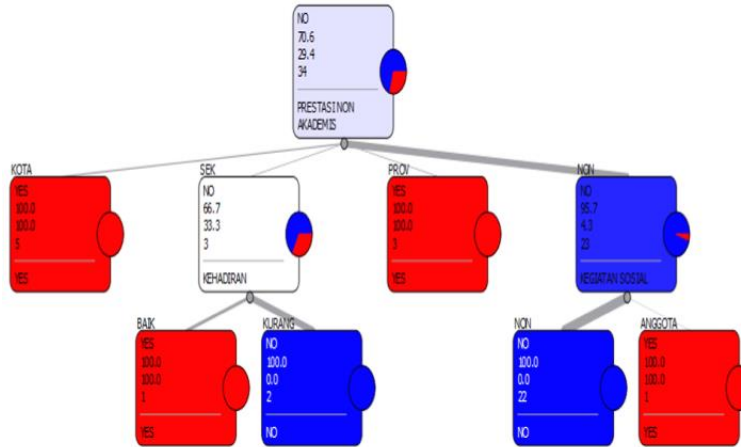 NO
70.6
29.4
34
PRESTASI NON
AKADEMIS
KOTA
YES
100.0
100.0
5
YES
SEK
NO
66.7
33.3
3
KEHADIRAN
PROV
YES
100.0
100.0
3
YES
NON
NO
95.7
4.3
23
KEGIATAN SOSIAL
BAIK
YES
100.0
100.0
1
YES
KURANG
NO
100.0
0.0
2
NO
NON
NO
100.0
0.0
22
NO
ANGGOTA
YES
100.0
100.0
1
YES